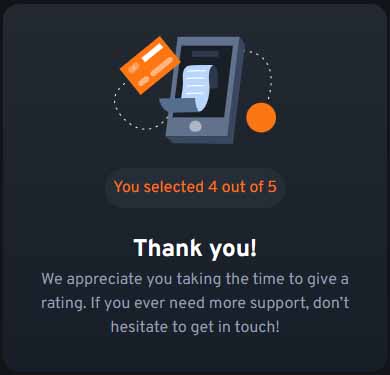 You selected 4 out of 5
Thank you!
We appreciate you taking the time to give a
rating. If you ever need more support, don’t
hesitate to get in touch!